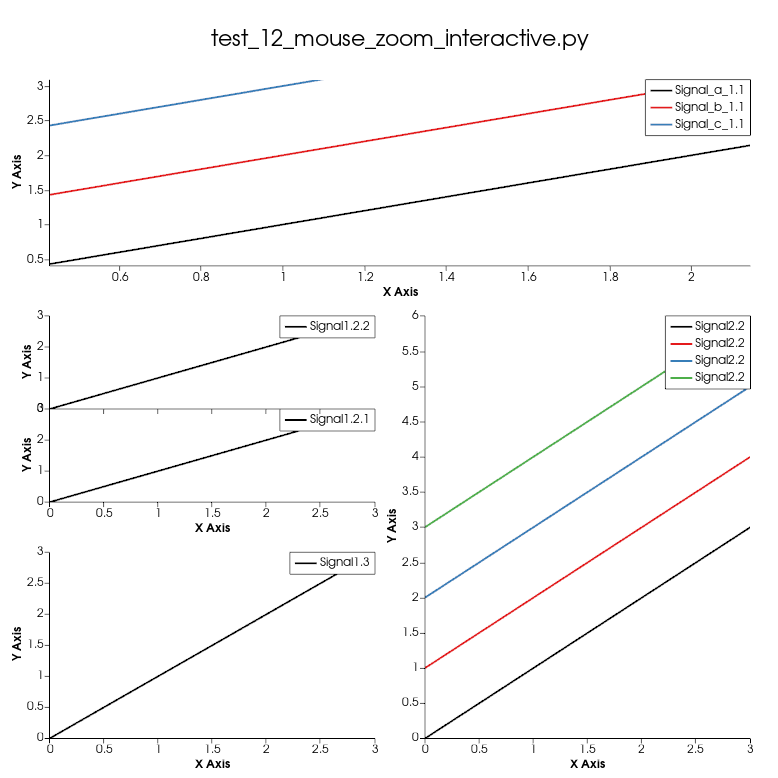 test_12_mouse_zoom_interactive.py
3
2.5
2
1.5
1
0.5
Y Axis
Signal_a_1.1
Signal_b_1.1
Signal_c_1.1
0.6 0.8 1 1.2 1.4 1.6 1.8 2
X Axis
3
2
1
0
Y Axis
Signal1.2.2
3
2
1
0
Y Axis
Signal1.2.1
0 0.5 1 1.5 2 2.5 3
X Axis
3
2.5
2
1.5
1
0.5
0
Y Axis
Signal1.3
0 0.5 1 1.5 2 2.5 3
X Axis
6
5.5
5
4.5
4
3.5
3
2.5
2
1.5
1
0.5
0
Y Axis
Signal2.2
Signal2.2
Signal2.2
Signal2.2
0 0.5 1 1.5 2 2.5 3
X Axis